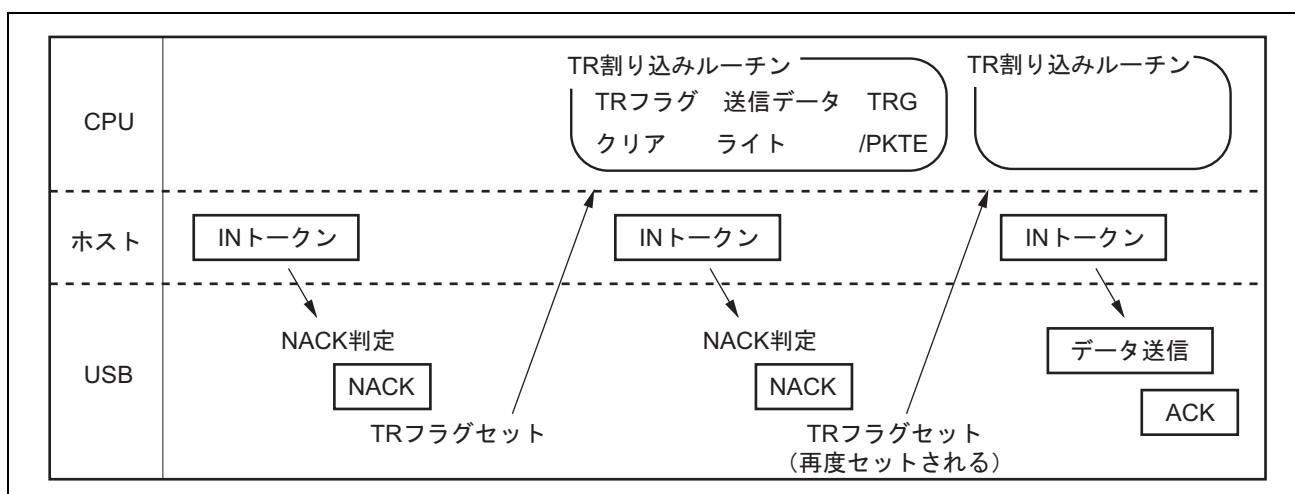 CPU
TR割り込みルーチン
TRフラグ 送信データ TRG
クリア ライト /PKTE
TR割り込みルーチン
ホスト
INトークン
INトークン
INトークン
USB
NACK判定
NACK
TRフラグセット
NACK判定
NACK
TRフラグセット
（再度セットされる）
データ送信
ACK